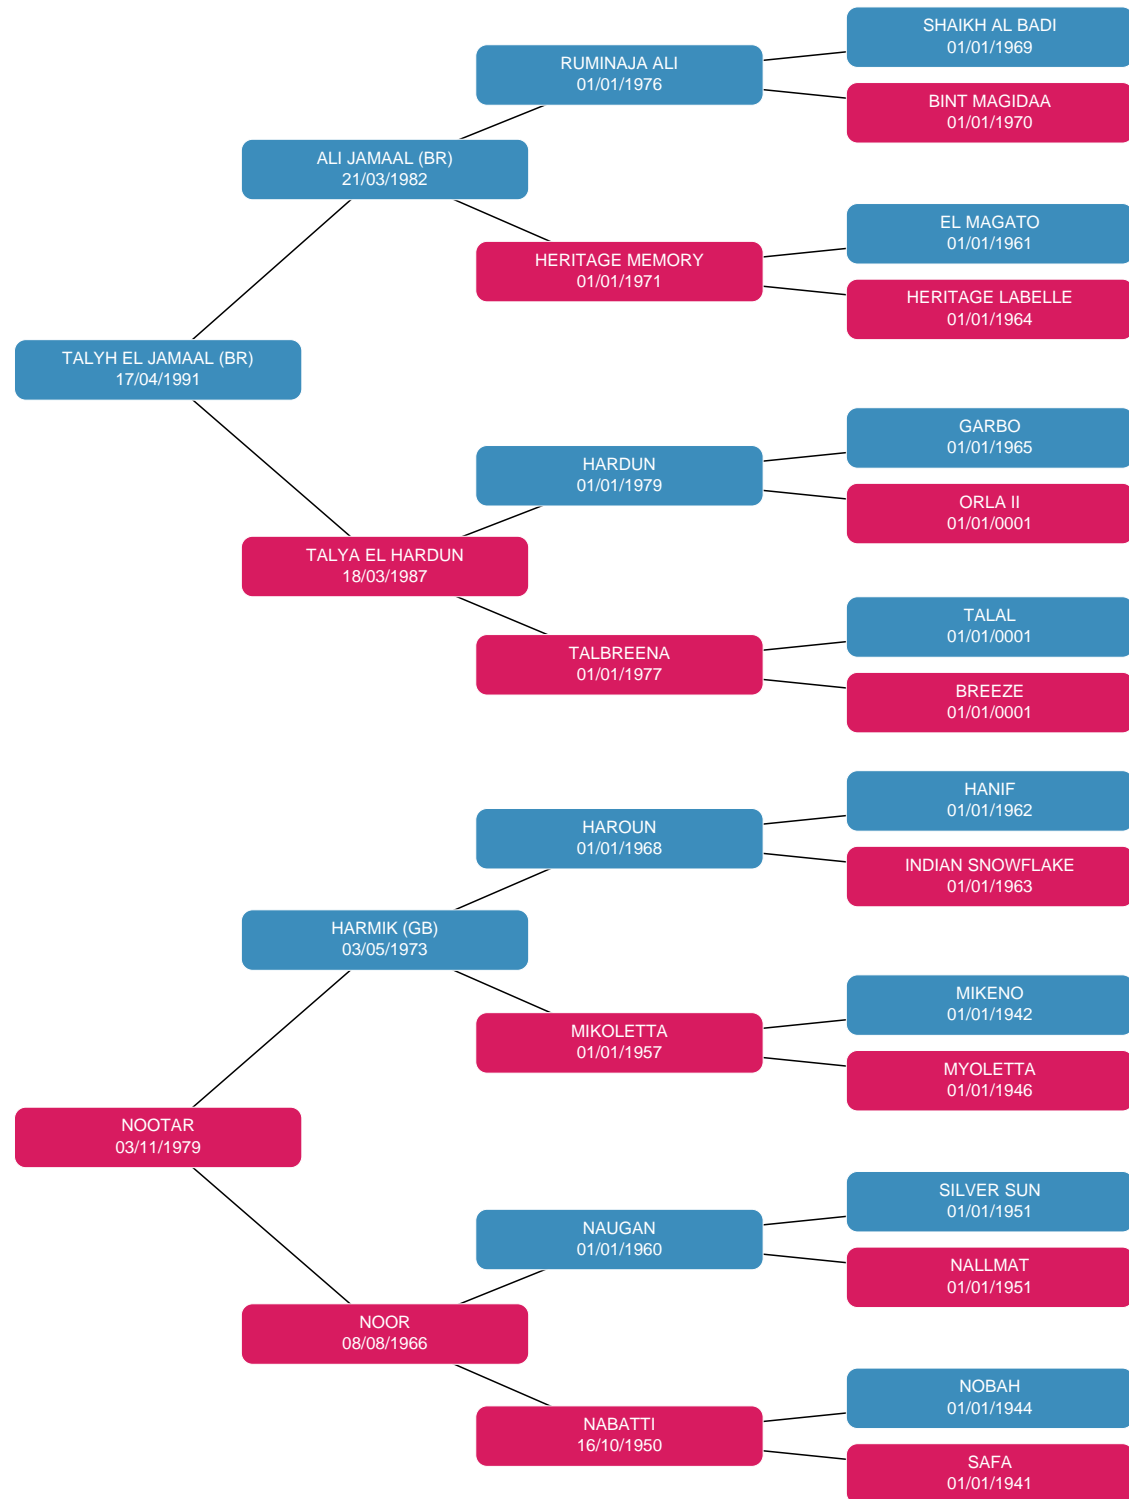 SHAIKH AL BADI
01/01/1969
RUMINAJA ALI
01/01/1976
BINT MAGIDAA
01/01/1970
ALI JAMAAL (BR)
21/03/1982
EL MAGATO
01/01/1961
HERITAGE MEMORY
01/01/1971
HERITAGE LABELLE
01/01/1964
TALYH EL JAMAAL (BR)
17/04/1991
GARBO
01/01/1965
HARDUN
01/01/1979
ORLA II
01/01/0001
TALYA EL HARDUN
18/03/1987
TALAL
01/01/0001
TALBREENA
01/01/1977
BREEZE
01/01/0001
HANIF
01/01/1962
HAROUN
01/01/1968
INDIAN SNOWFLAKE
01/01/1963
HARMIK (GB)
03/05/1973
MIKENO
01/01/1942
MIKOLETTA
01/01/1957
MYOLETTA
01/01/1946
NOOTAR
03/11/1979
SILVER SUN
01/01/1951
NAUGAN
01/01/1960
NALLMAT
01/01/1951
NOOR
08/08/1966
NOBAH
01/01/1944
NABATTI
16/10/1950
SAFA
01/01/1941